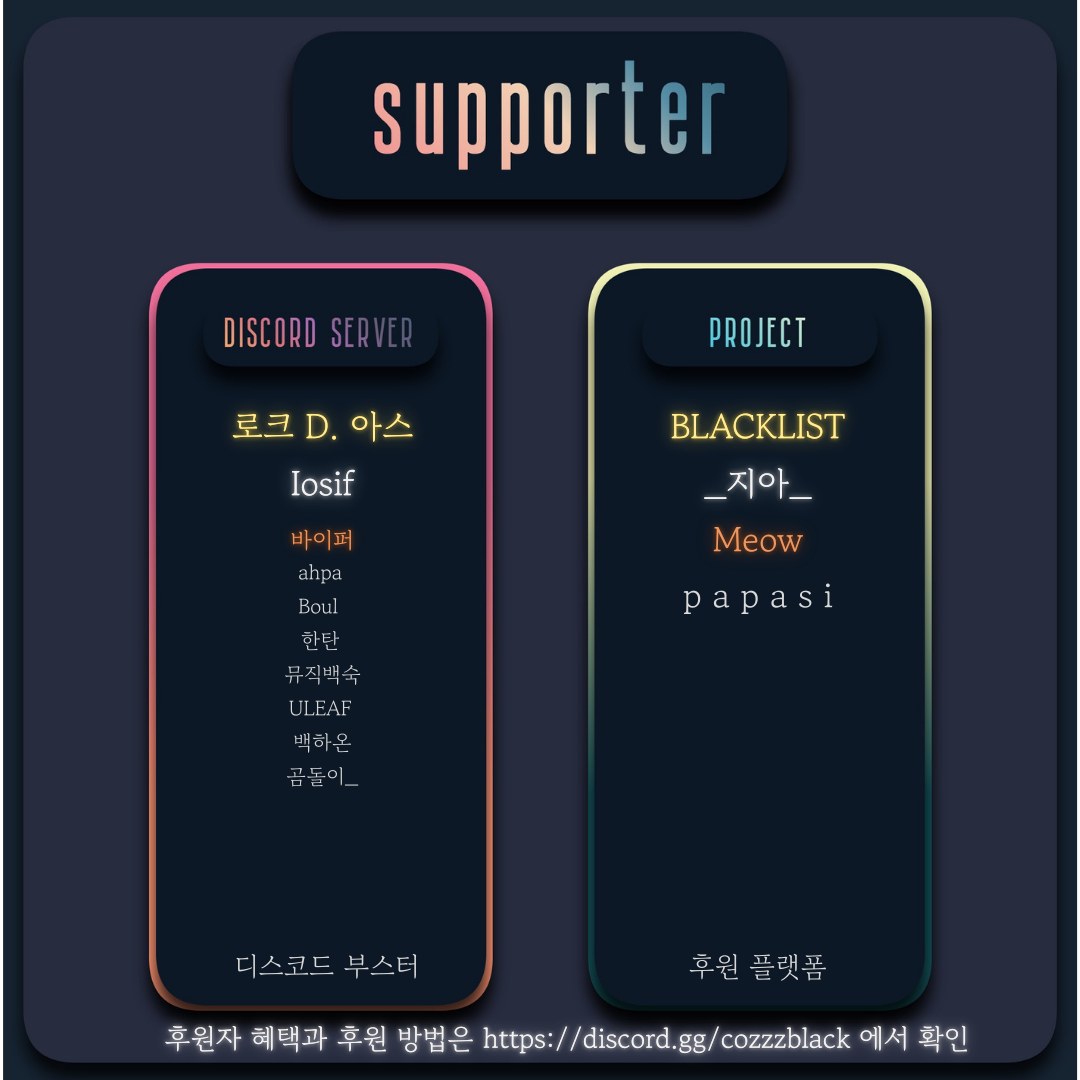 supporter
DISCORD SERVER
로크 D. 아스
Iosif
바이퍼
ahpa
Boul
한탄
뮤직백숙
ULEAF
백하온
곰돌이_
디스코드 부스터
PROJECT
BLACKLIST
_지아_
Meow
p a p a s i
후원 플랫폼
후원자 혜택과 후원 방법은 https://discord.gg/cozzzblack 에서 확인